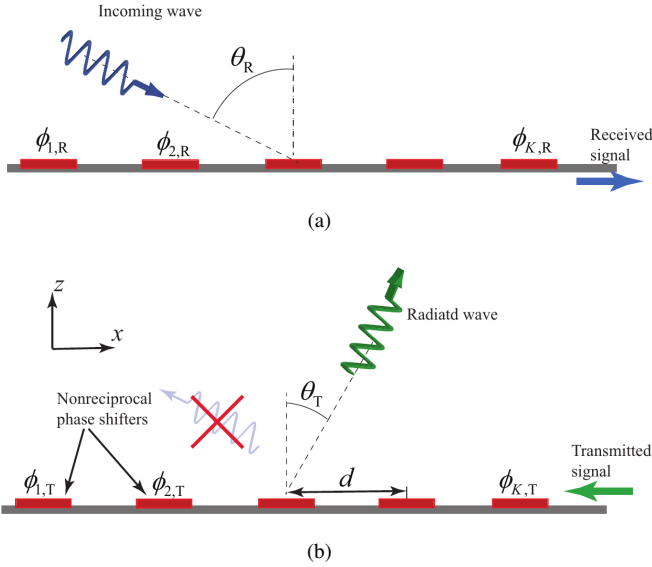 Incoming wave
θR
ϕ1,R
ϕ2,R
ϕK,R
Received
signal
(a)
z
x
Radiatd wave
Nonreciprocal
phase shifters
θT
Transmitted
signal
ϕ1,T
ϕ2,T
d
ϕK,T
(b)